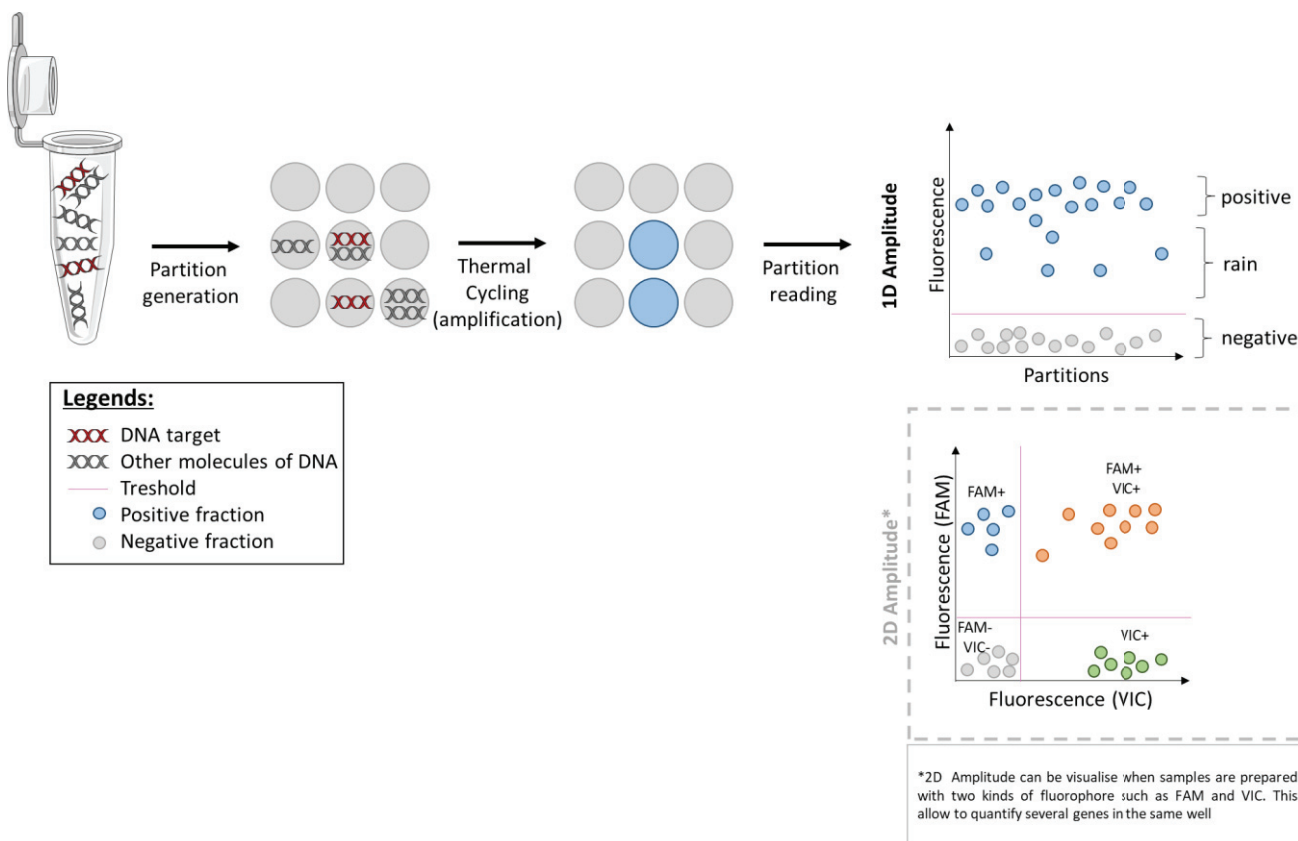 Partition
generation
Thermal
Cycling
(amplification)
Partition
reading
1D Amplitude
Fluorescence
positive
rain
negative
Partitions
Legends:
DNA target
Other molecules of DNA
Treshold
Positive fraction
Negative fraction
2D Amplitude*
Fluorescence (FAM)
FAM+
FAM+
VIC+
FAM-
VIC-
VIC+
Fluorescence (VIC)
*2D Amplitude can be visualise when samples are prepared
with two kinds of fluorophore such as FAM and VIC. This
allow to quantify several genes in the same well